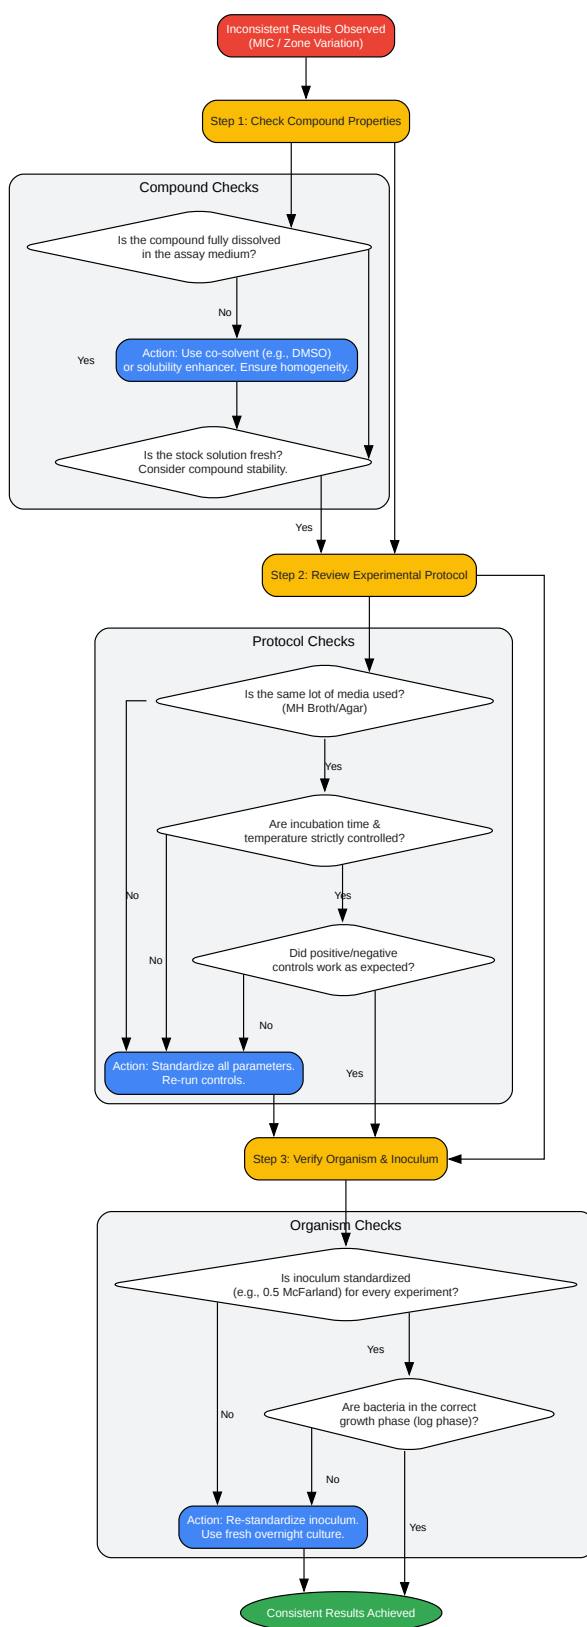 Inconsistent Results Observed
(MIC / Zone Variation)
Step 1: Check Compound Properties
Compound Checks
Is the compound fully dissolved
in the assay medium?
No
Yes
Action: Use co-solvent (e.g., DMSO)
or solubility enhancer. Ensure homogeneity.
Is the stock solution fresh?
Consider compound stability.
Yes
Step 2: Review Experimental Protocol
Protocol Checks
Is the same lot of media used?
(MH Broth/Agar)
Yes
Are incubation time &
temperature strictly controlled?
No
Yes
No
Did positive/negative
controls work as expected?
No
Yes
Action: Standardize all parameters.
Re-run controls.
Step 3: Verify Organism & Inoculum
Organism Checks
Is inoculum standardized
(e.g., 0.5 McFarland) for every experiment?
Yes
No
Are bacteria in the correct
growth phase (log phase)?
No
Yes
Action: Re-standardize inoculum.
Use fresh overnight culture.
Consistent Results Achieved